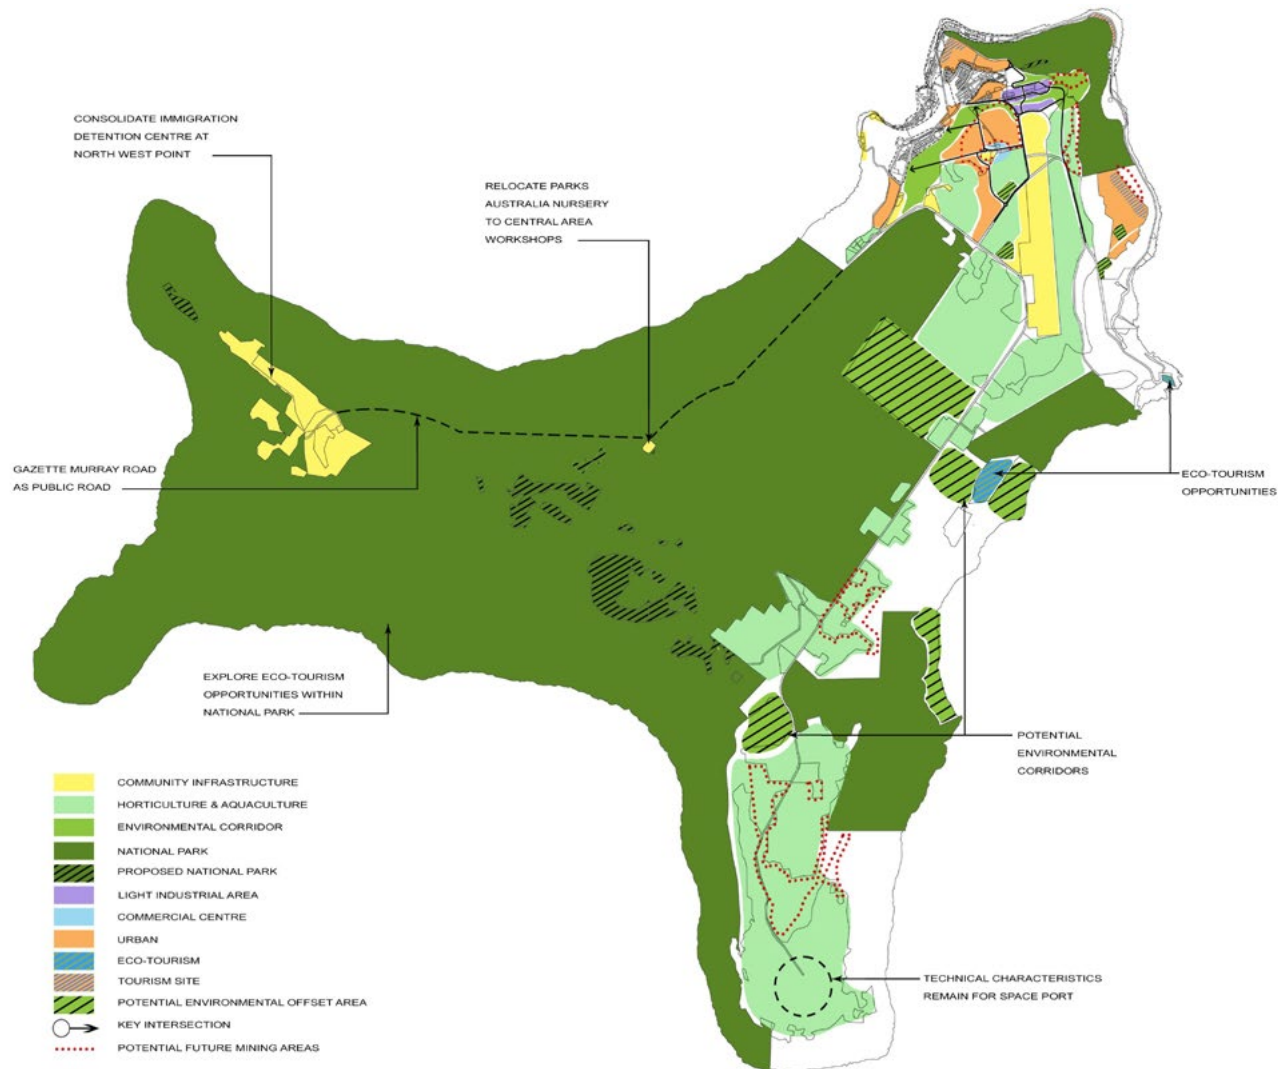 CONSOLIDATE IMMIGRATION
DETENTION CENTRE AT
NORTH WEST POINT
RELOCATE PARKS
AUSTRALIA NURSERY
TO CENTRAL AREA
WORKSHOPS
GAZETTE MURRAY ROAD
AS PUBLIC ROAD
ECO-TOURISM
OPPORTUNITIES
EXPLORE ECO-TOURISM
OPPORTUNITIES WITHIN
NATIONAL PARK
POTENTIAL
ENVIRONMENTAL
CORRIDORS
TECHNICAL CHARACTERISTICS
REMAIN FOR SPACE PORT
COMMUNITY INFRASTRUCTURE
HORTICULTURE & AQUACULTURE
ENVIRONMENTAL CORRIDOR
NATIONAL PARK
PROPOSED NATIONAL PARK
LIGHT INDUSTRIAL AREA
COMMERCIAL CENTRE
URBAN
ECO-TOURISM
TOURISM SITE
POTENTIAL ENVIRONMENTAL OFFSET AREA
KEY INTERSECTION
POTENTIAL FUTURE MINING AREAS